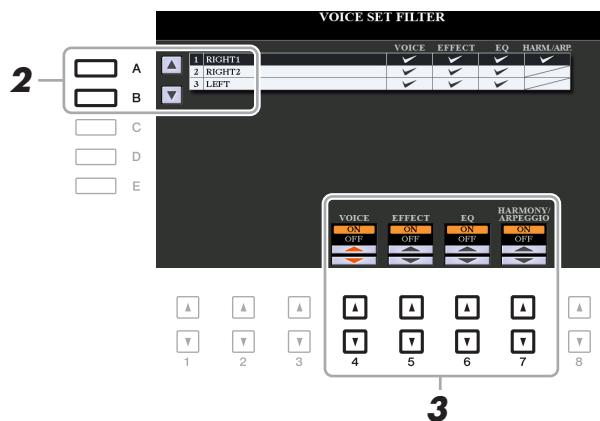 VOICE SET FILTER
VOICE EFFECT EQ HARM./ARP.
1 RIGHT1
2 RIGHT2
3 LEFT
2
A
B
C
D
E
VOICE EFFECT EQ HARMONY/ARPEGGIO
ON ON ON ON
OFF OFF OFF OFF
1 2 3 4 5 6 7 8
3